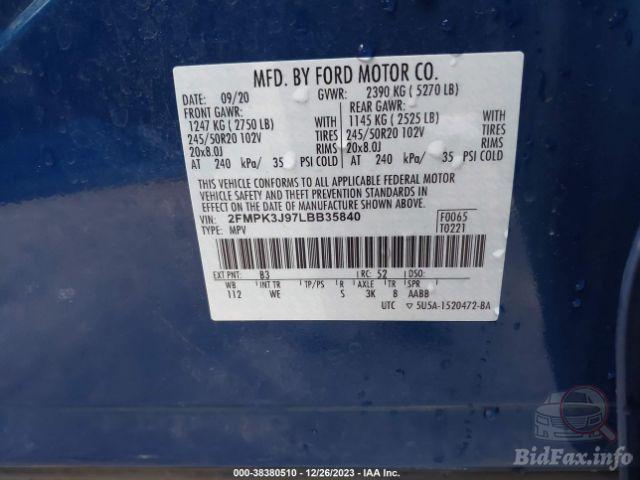 MFD. BY FORD MOTOR CO.
DATE: 09/20 GVWR: 2390 KG ( 5270 LB)
FRONT GAWR: REAR GAWR:
1247 KG ( 2750 LB) 1145 KG ( 2525 LB)
245/50R20 102V TIRES 245/50R20 102V TIRES
20x8.0J RIMS 20x8.0J RIMS
AT 240 kPa/ 35 PSI COLD AT 240 kPa/ 35 PSI COLD
THIS VEHICLE CONFORMS TO ALL APPLICABLE FEDERAL MOTOR
VEHICLE SAFETY AND THEFT PREVENTION STANDARDS IN
EFFECT ON THE DATE OF MANUFACTURE SHOWN ABOVE.
VIN: 2FMPK3J97LBB35840 F0065
TYPE: MPV T0221
EXT PNT: B3 RC: 52 DSO:
WB INT TR TP/PS R AXLE TR SPR
112 WE S 3K 8 AABB
UTC ▽ 5U5A-1520472-BA
BidFax.info
000-38380510 - 12/26/2023 - IAA Inc.